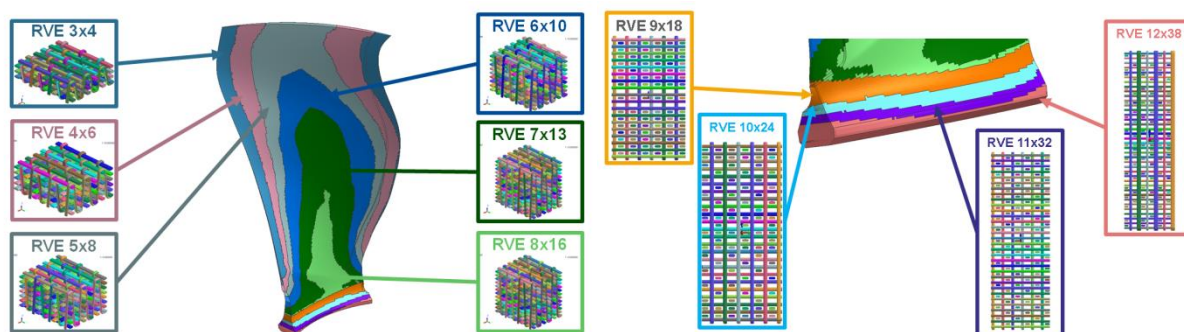 RVE 3x4
RVE 4x6
RVE 5x8
RVE 6x10
RVE 7x13
RVE 8x16
RVE 9x18
RVE 10x24
RVE 11x32
RVE 12x38